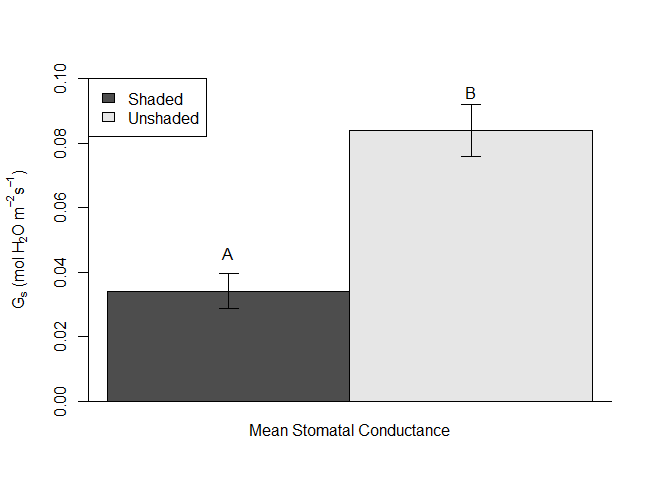 Shaded
Unshaded
A
B
Gs (mol H2O m−2 s−1)
0.00
0.02
0.04
0.06
0.08
0.10
Mean Stomatal Conductance